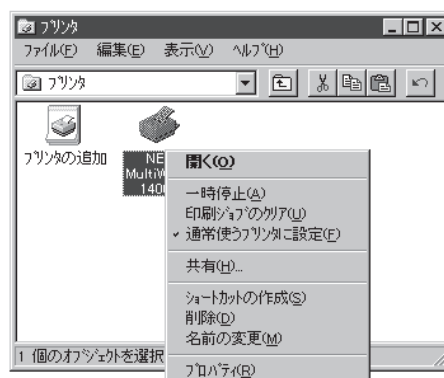 プリンタ
ファイル(F) 編集(E) 表示(V) ヘルプ(H)
プリンタ
プリンタの追加
NE
MultiW
140
開く(O)
一時停止(A)
印刷ジョブのクリア(U)
通常使うプリンタに設定(F)
共有(H)...
ショートカットの作成(S)
削除(D)
名前の変更(M)
プロパティ(R)
1 個のオブジェクトを選択